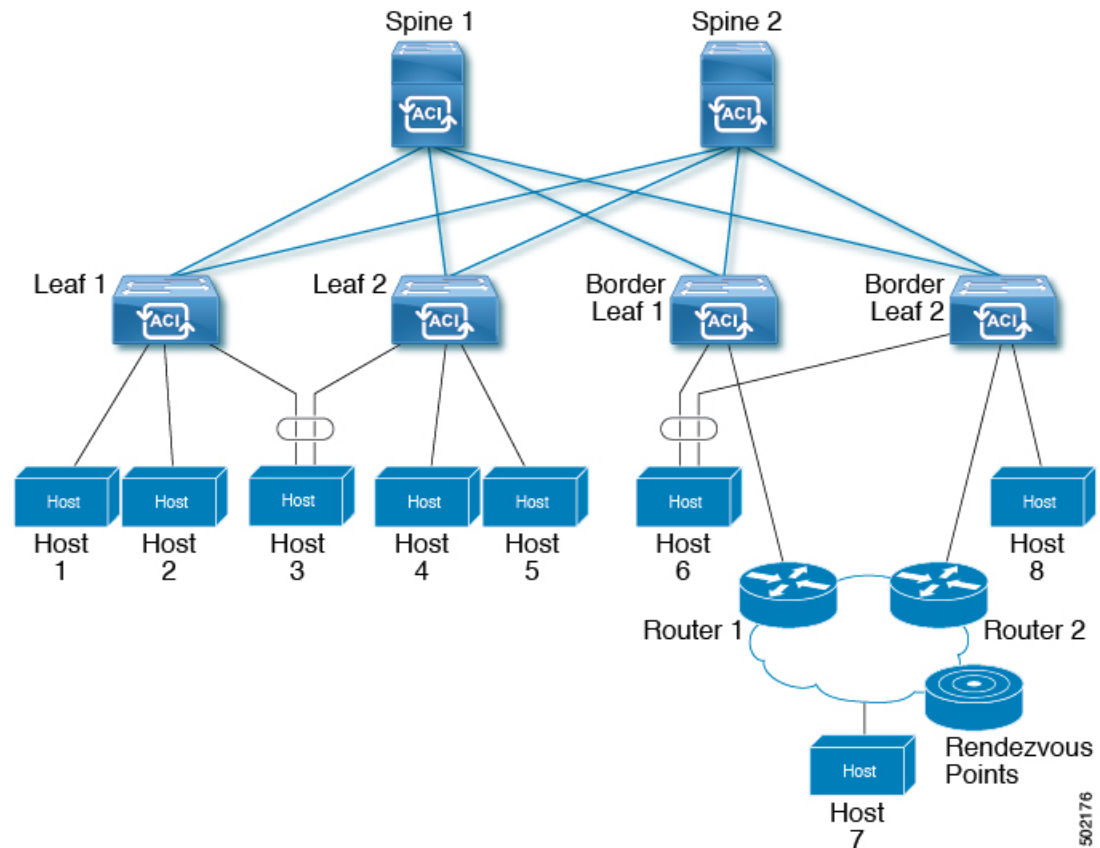 Spine 1
Spine 2
ACI
ACI
Leaf 1
Leaf 2
Border
Leaf 1
Border
Leaf 2
ACI
ACI
ACI
ACI
Host
Host
Host
Host
Host
Host
Host
Host
1
Host
2
Host
3
Host
4
Host
5
Host
6
Host
8
Router 1
Router 2
Rendezvous
Points
Host
Host
7
502176